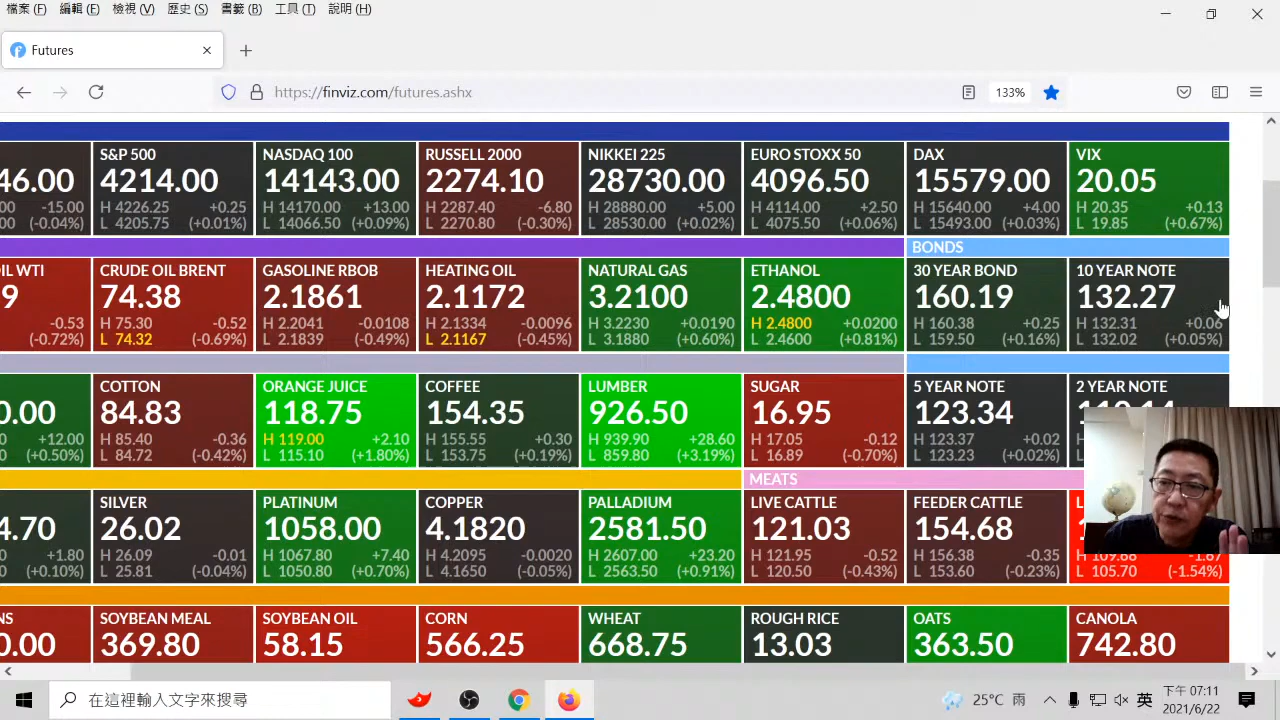 檔案 (F) 編輯 (E) 檢視 (V) 歷史 (S) 書籤 (B) 工具 (T) 說明 (H)
Futures
https://finviz.com/futures.ashx
133%
S&P 500 NASDAQ 100 RUSSELL 2000 NIKKEI 225 EURO STOXX 50 DAX VIX
46.00 4214.00 14143.00 2274.10 28730.00 4096.50 15579.00 20.05
00 -15.00 H 4226.25 +0.25 H 14170.00 +13.00 H 2287.40 -6.80 H 28880.00 +5.00 H 4114.00 +2.50 H 15640.00 +4.00 H 20.35 +0.13
00 (-0.04%) L 4205.75 (+0.01%) L 14066.50 (+0.09%) L 2270.80 (-0.30%) L 28530.00 (+0.02%) L 4075.50 (+0.06%) L 15493.00 (+0.03%) L 19.85 (+0.67%)
BONDS
IL WTI CRUDE OIL BRENT GASOLINE RBOB HEATING OIL NATURAL GAS ETHANOL 30 YEAR BOND 10 YEAR NOTE
9 74.38 2.1861 2.1172 3.2100 2.4800 160.19 132.27
-0.53 H 75.30 -0.52 H 2.2041 -0.0108 H 2.1334 -0.0096 H 3.2230 +0.0190 H 2.4800 +0.0200 H 160.38 +0.25 H 132.31 +0.06
(-0.72%) L 74.32 (-0.69%) L 2.1839 (-0.49%) L 2.1167 (-0.45%) L 3.1880 (+0.60%) L 2.4600 (+0.81%) L 159.50 (+0.16%) L 132.02 (+0.05%)
COTTON ORANGE JUICE COFFEE LUMBER SUGAR 5 YEAR NOTE 2 YEAR NOTE
0.00 84.83 118.75 154.35 926.50 16.95 123.34
+12.00 H 85.40 -0.36 H 119.00 +2.10 H 155.55 +0.30 H 939.90 +28.60 H 17.05 -0.12 H 123.37 +0.02
(+0.50%) L 84.72 (-0.42%) L 115.10 (+1.80%) L 153.75 (+0.19%) L 859.80 (+3.19%) L 16.89 (-0.70%) L 123.23 (+0.02%)
MEATS
SILVER PLATINUM COPPER PALLADIUM LIVE CATTLE FEEDER CATTLE L
4.70 26.02 1058.00 4.1820 2581.50 121.03 154.68
+1.80 H 26.09 -0.01 H 1067.80 +7.40 H 4.2095 -0.0020 H 2607.00 +23.20 H 121.95 -0.52 H 156.38 -0.35 H 109.68 -1.67
(+0.10%) L 25.81 (-0.04%) L 1050.80 (+0.70%) L 4.1650 (-0.05%) L 2563.50 (+0.91%) L 120.50 (-0.43%) L 153.60 (-0.23%) L 105.70 (-1.54%)
NS SOYBEAN MEAL SOYBEAN OIL CORN WHEAT ROUGH RICE OATS CANOLA
0.00 369.80 58.15 566.25 668.75 13.03 363.50 742.80
在這裡輸入文字來搜尋
25°C 雨 英 下午 07:11
2021/6/22